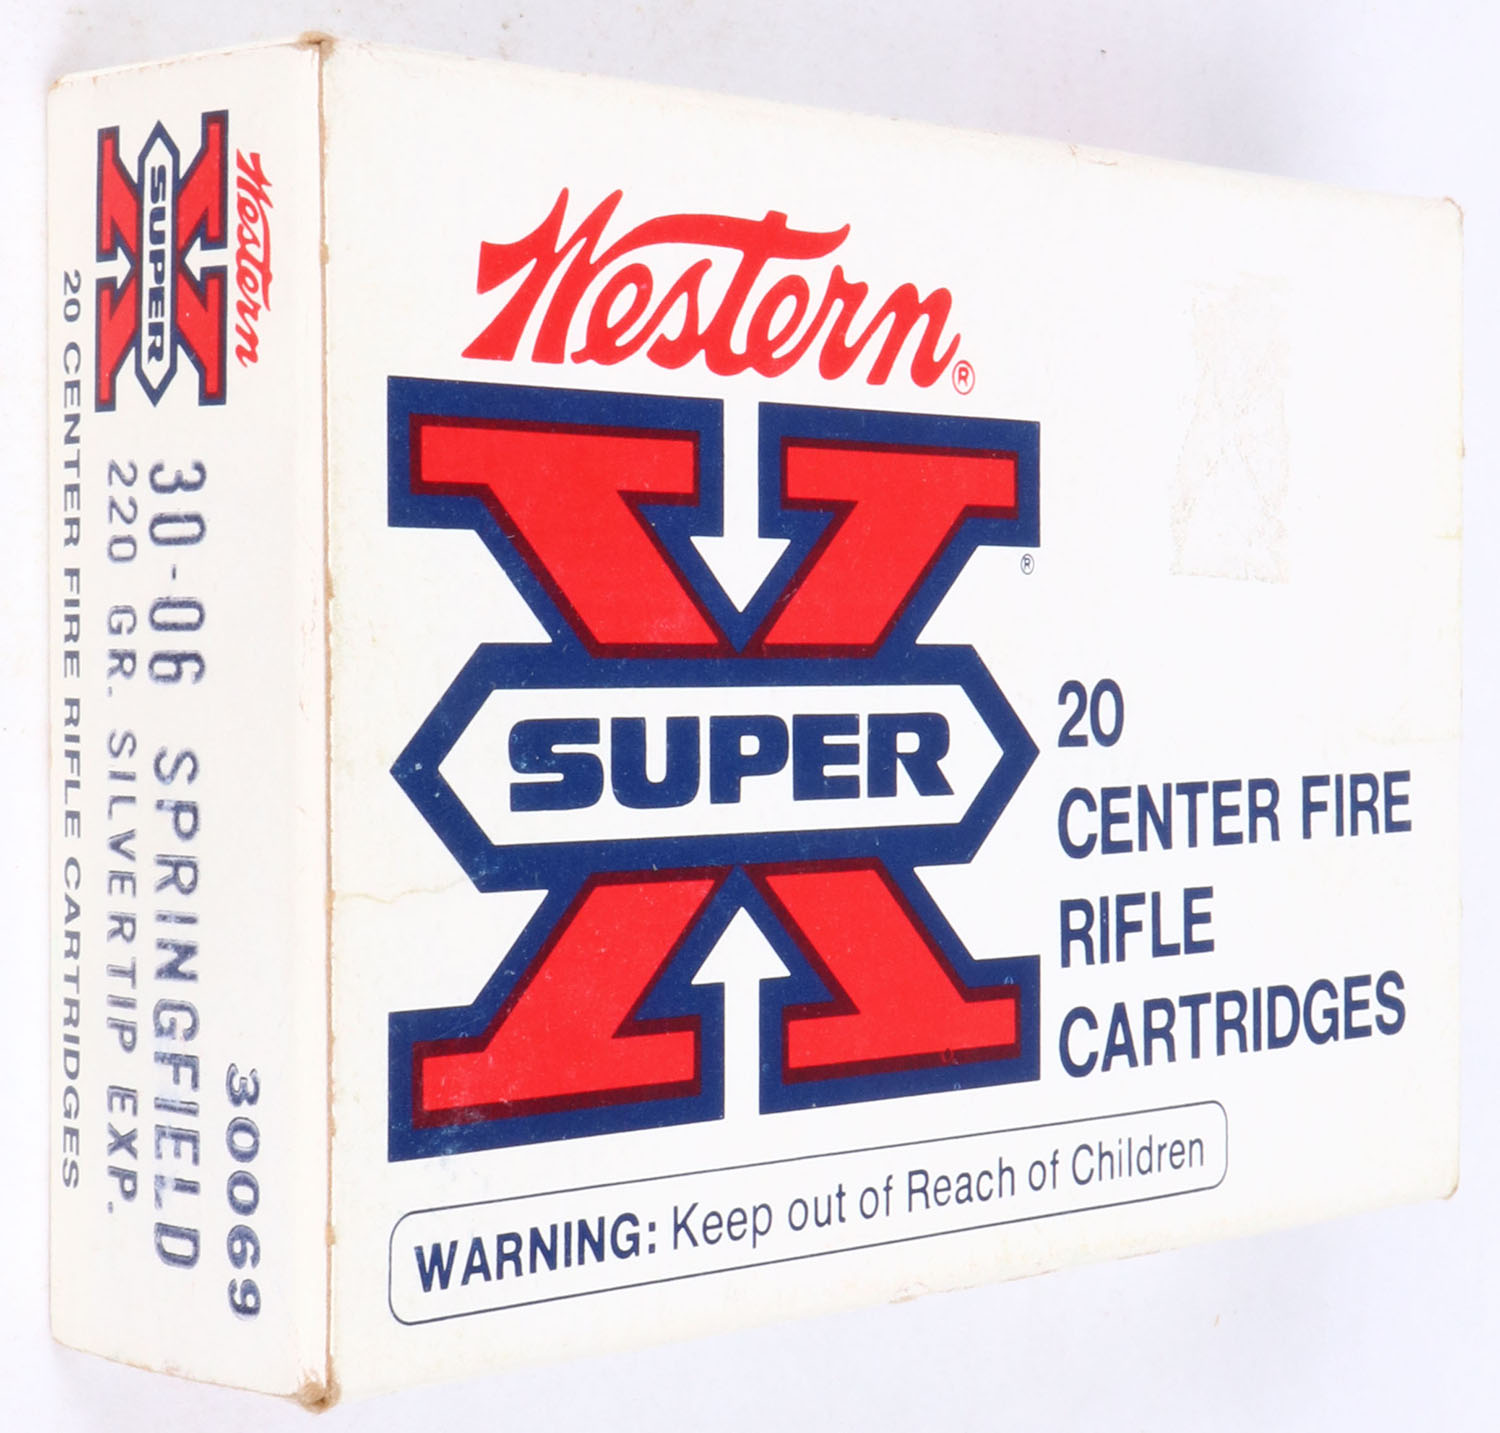 Western®
SUPER
®
20
CENTER FIRE
RIFLE
CARTRIDGES
WARNING: Keep out of Reach of Children
Western
SUPER
30069
30-06 SPRINGFIELD
220 GR. SILVERTIP EXP.
20 CENTER FIRE RIFLE CARTRIDGES